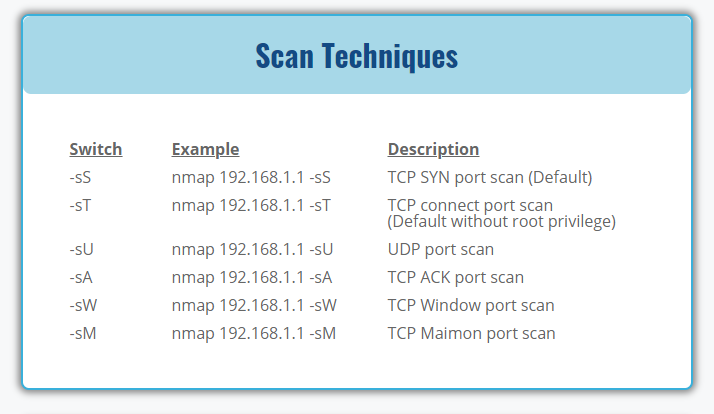 Scan Techniques
Switch Example Description
-sS nmap 192.168.1.1 -sS TCP SYN port scan (Default)
-sT nmap 192.168.1.1 -sT TCP connect port scan
(Default without root privilege)
-sU nmap 192.168.1.1 -sU UDP port scan
-sA nmap 192.168.1.1 -sA TCP ACK port scan
-sW nmap 192.168.1.1 -sW TCP Window port scan
-sM nmap 192.168.1.1 -sM TCP Maimon port scan